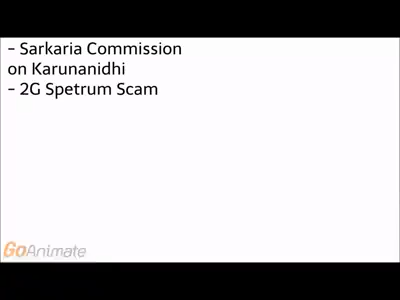 - Sarkaria Commission
on Karunanidhi
- 2G Spetrum Scam
GoAnimate